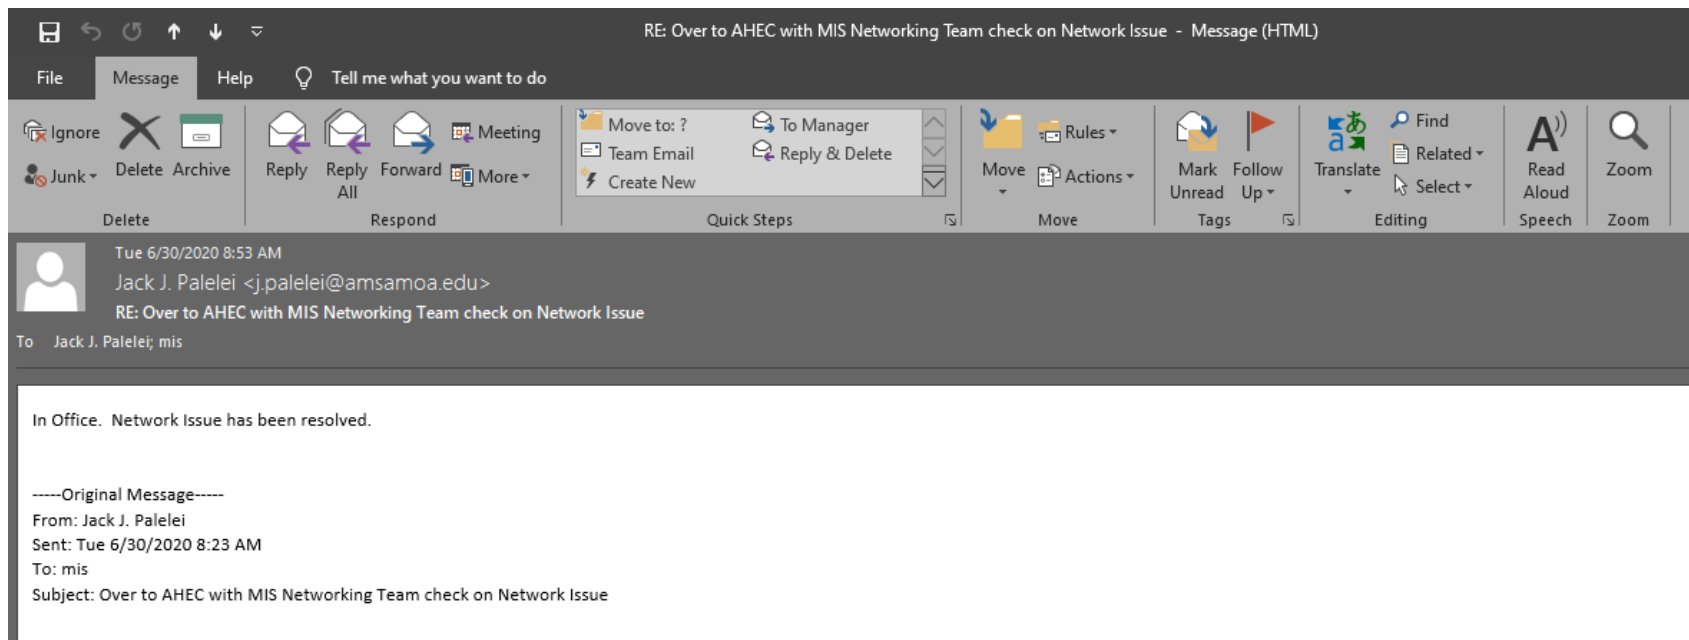 RE: Over to AHEC with MIS Networking Team check on Network Issue - Message (HTML)
File Message Help Tell me what you want to do
Ignore
Junk
Delete
Archive
Delete
Reply
Reply All
Forward
Meeting
More
Respond
Move to: ?
To Manager
Team Email
Reply & Delete
Create New
Quick Steps
Move
Rules
Actions
Move
Mark Unread
Follow Up
Tags
Translate
Find
Related
Select
Editing
Read Aloud
Speech
Zoom
Zoom
Tue 6/30/2020 8:53 AM
Jack J. Palelei <j.palelei@amsamoa.edu>
RE: Over to AHEC with MIS Networking Team check on Network Issue
To Jack J. Palelei; mis
In Office. Network Issue has been resolved.
-----Original Message-----
From: Jack J. Palelei
Sent: Tue 6/30/2020 8:23 AM
To: mis
Subject: Over to AHEC with MIS Networking Team check on Network Issue